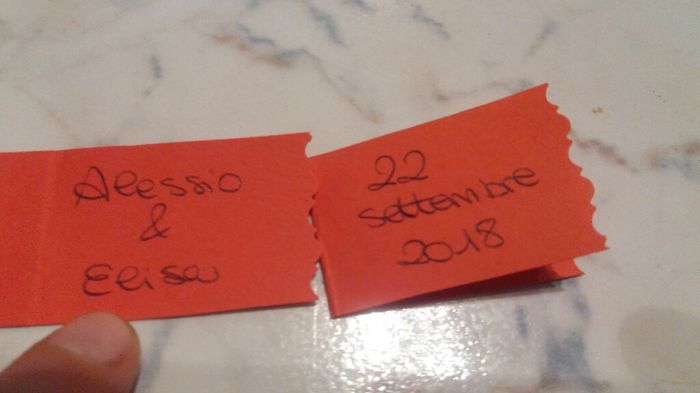 Alessio
&
Elisa
22
settembre
2018